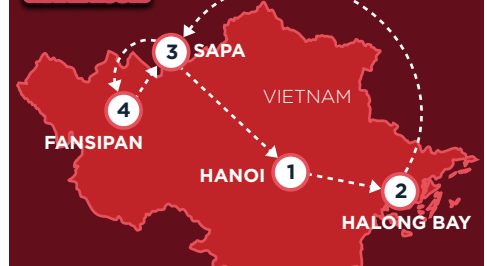 3 SAPA
VIETNAM
4
FANSIPAN
HANOI 1
2
HALONG BAY